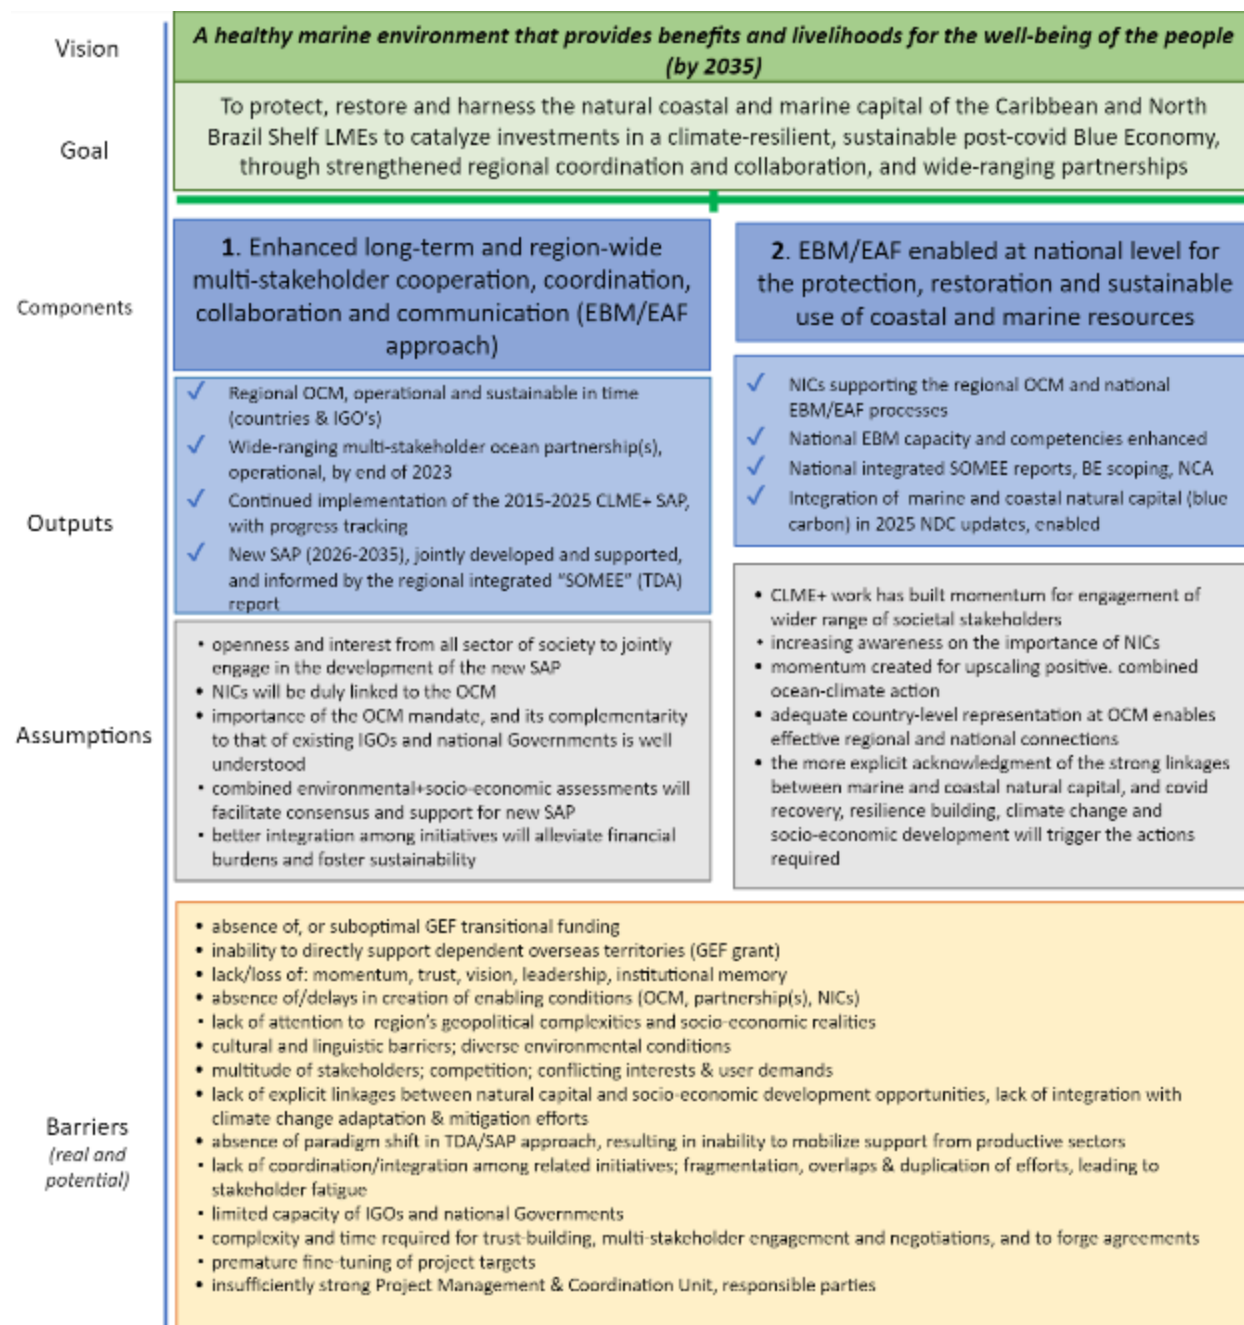 Vision
A healthy marine environment that provides benefits and livelihoods for the well-being of the people
(by 2035)
Goal
To protect, restore and harness the natural coastal and marine capital of the Caribbean and North
Brazil Shelf LMEs to catalyze investments in a climate-resilient, sustainable post-covid Blue Economy,
through strengthened regional coordination and collaboration, and wide-ranging partnerships
Components
1. Enhanced long-term and region-wide
multi-stakeholder cooperation, coordination,
collaboration and communication (EBM/EAF
approach)
2. EBM/EAF enabled at national level for
the protection, restoration and sustainable
use of coastal and marine resources
Outputs
✓ Regional OCM, operational and sustainable in time
(countries & IGO's)
✓ Wide-ranging multi-stakeholder ocean partnership(s),
operational, by end of 2023
✓ Continued implementation of the 2015-2025 CLME+ SAP,
with progress tracking
✓ New SAP (2026-2035), jointly developed and supported,
and informed by the regional integrated "SOMEE" (TDA)
report
✓ NICs supporting the regional OCM and national
EBM/EAF processes
✓ National EBM capacity and competencies enhanced
✓ National integrated SOMEE reports, BE scoping, NCA
✓ Integration of marine and coastal natural capital (blue
carbon) in 2025 NDC updates, enabled
Assumptions
• openness and interest from all sector of society to jointly
engage in the development of the new SAP
• NICs will be duly linked to the OCM
• importance of the OCM mandate, and its complementarity
to that of existing IGOs and national Governments is well
understood
• combined environmental+socio-economic assessments will
facilitate consensus and support for new SAP
• better integration among initiatives will alleviate financial
burdens and foster sustainability
• CLME+ work has built momentum for engagement of
wider range of societal stakeholders
• increasing awareness on the importance of NICs
• momentum created for upscaling positive. combined
ocean-climate action
• adequate country-level representation at OCM enables
effective regional and national connections
• the more explicit acknowledgment of the strong linkages
between marine and coastal natural capital, and covid
recovery, resilience building, climate change and
socio-economic development will trigger the actions
required
Barriers
(real and
potential)
• absence of, or suboptimal GEF transitional funding
• inability to directly support dependent overseas territories (GEF grant)
• lack/loss of: momentum, trust, vision, leadership, institutional memory
• absence of/delays in creation of enabling conditions (OCM, partnership(s), NICs)
• lack of attention to region's geopolitical complexities and socio-economic realities
• cultural and linguistic barriers; diverse environmental conditions
• multitude of stakeholders; competition; conflicting interests & user demands
• lack of explicit linkages between natural capital and socio-economic development opportunities, lack of integration with
climate change adaptation & mitigation efforts
• absence of paradigm shift in TDA/SAP approach, resulting in inability to mobilize support from productive sectors
• lack of coordination/integration among related initiatives; fragmentation, overlaps & duplication of efforts, leading to
stakeholder fatigue
• limited capacity of IGOs and national Governments
• complexity and time required for trust-building, multi-stakeholder engagement and negotiations, and to forge agreements
• premature fine-tuning of project targets
• insufficiently strong Project Management & Coordination Unit, responsible parties